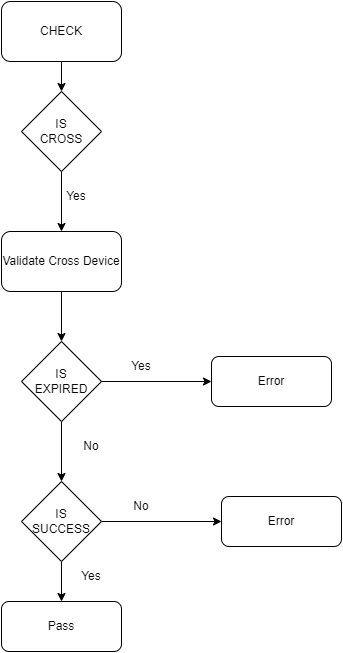 CHECK
IS
CROSS
Yes
Validate Cross Device
IS
EXPIRED
Yes
Error
No
IS
SUCCESS
No
Error
Yes
Pass